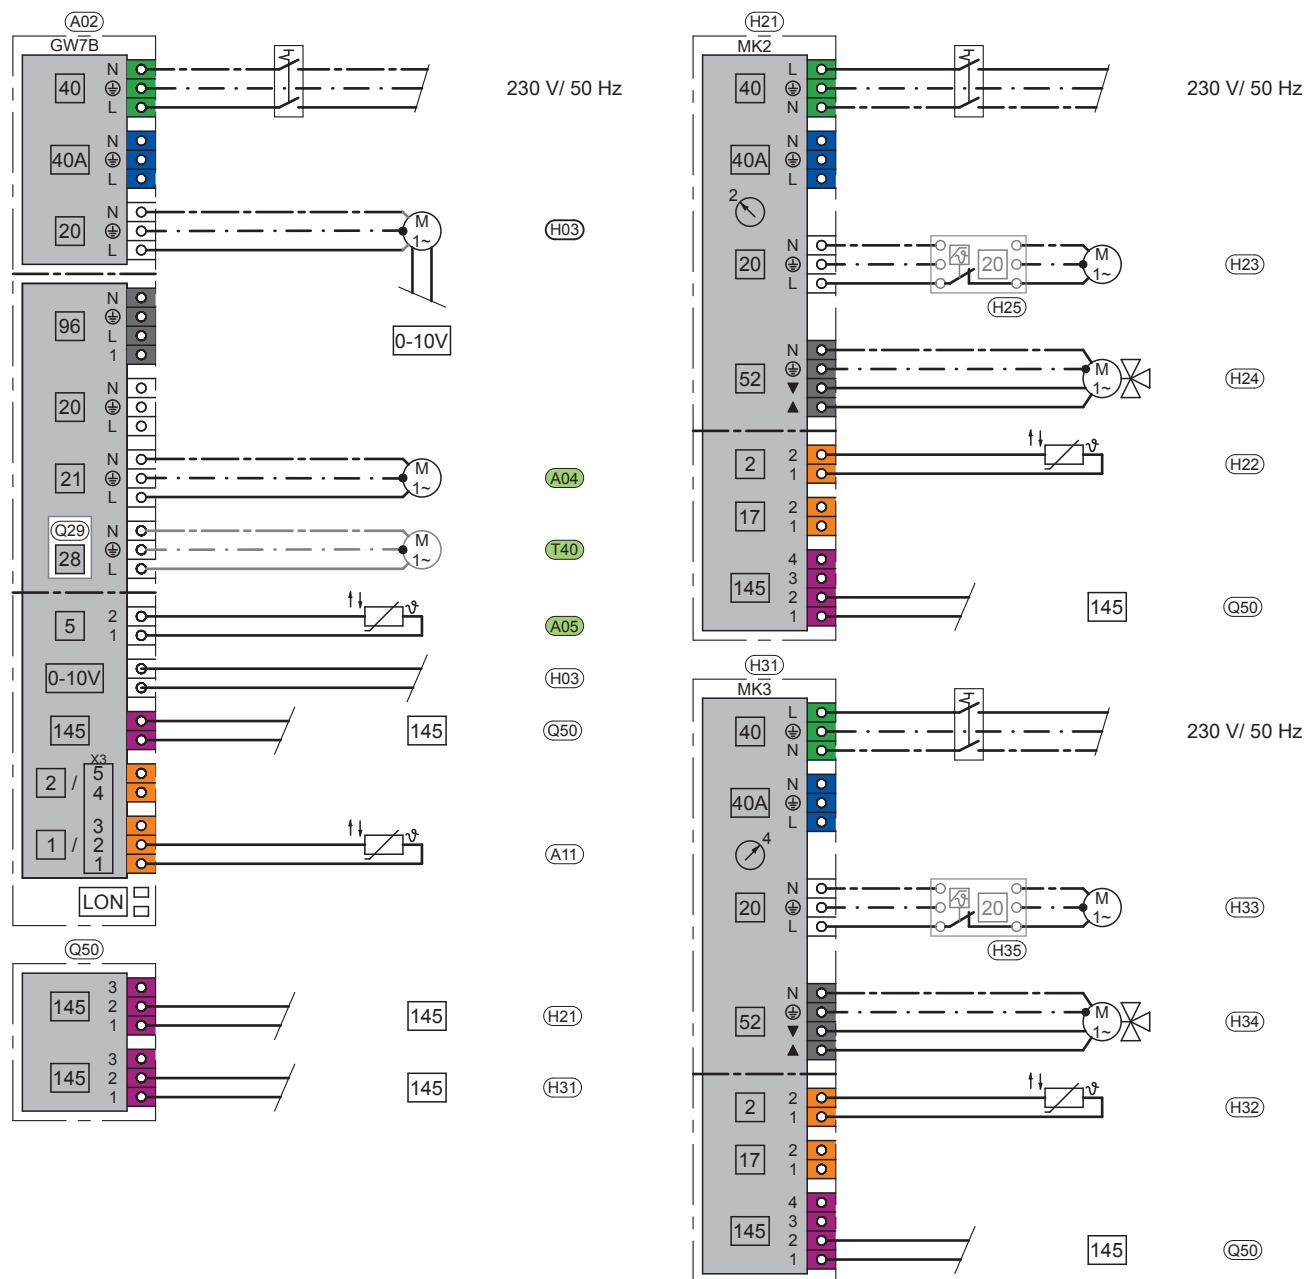 A02
GW7B
40
N
L
230 V/ 50 Hz
40A
N
L
20
N
L
M
1~
H03
0-10V
96
N
L
1
20
N
L
21
N
L
M
1~
A04
Q29
28
N
L
M
1~
T40
5
2
1
ϑ
A05
0-10V
H03
145
145
Q50
X3
2 / 5
4
3
1 / 2
1
ϑ
A11
LON
Q50
145
3
2
1
145
H21
145
3
2
1
145
H31
H21
MK2
40
L
N
230 V/ 50 Hz
40A
N
L
2
20
N
L
ϑ
20
H25
M
1~
H23
52
N
▼
▲
M
1~
H24
2
2
1
ϑ
H22
17
2
1
145
4
3
2
1
145
Q50
H31
MK3
40
L
N
230 V/ 50 Hz
40A
N
L
4
20
N
L
ϑ
20
H35
M
1~
H33
52
N
▼
▲
M
1~
H34
2
2
1
ϑ
H32
17
2
1
145
4
3
2
1
145
Q50